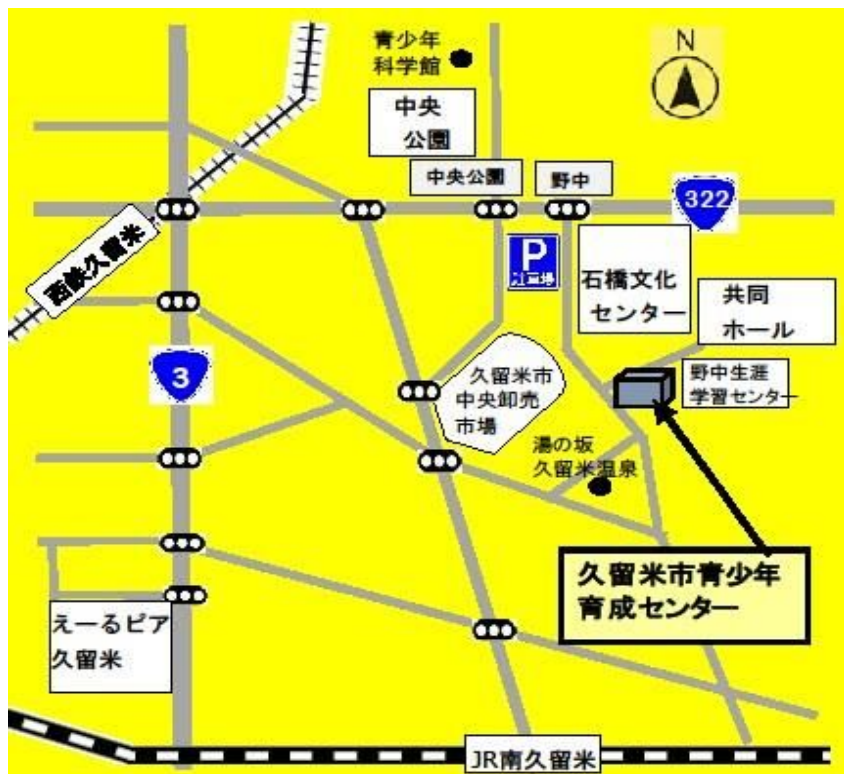 青少年
科学館
N
中央
公園
中央公園
野中
322
西鉄久留米
P
駐車場
石橋文化
センター
共同
ホール
3
久留米市
中央卸売
市場
野中生涯
学習センター
湯の坂
久留米温泉
久留米市青少年
育成センター
えーるピア
久留米
JR南久留米